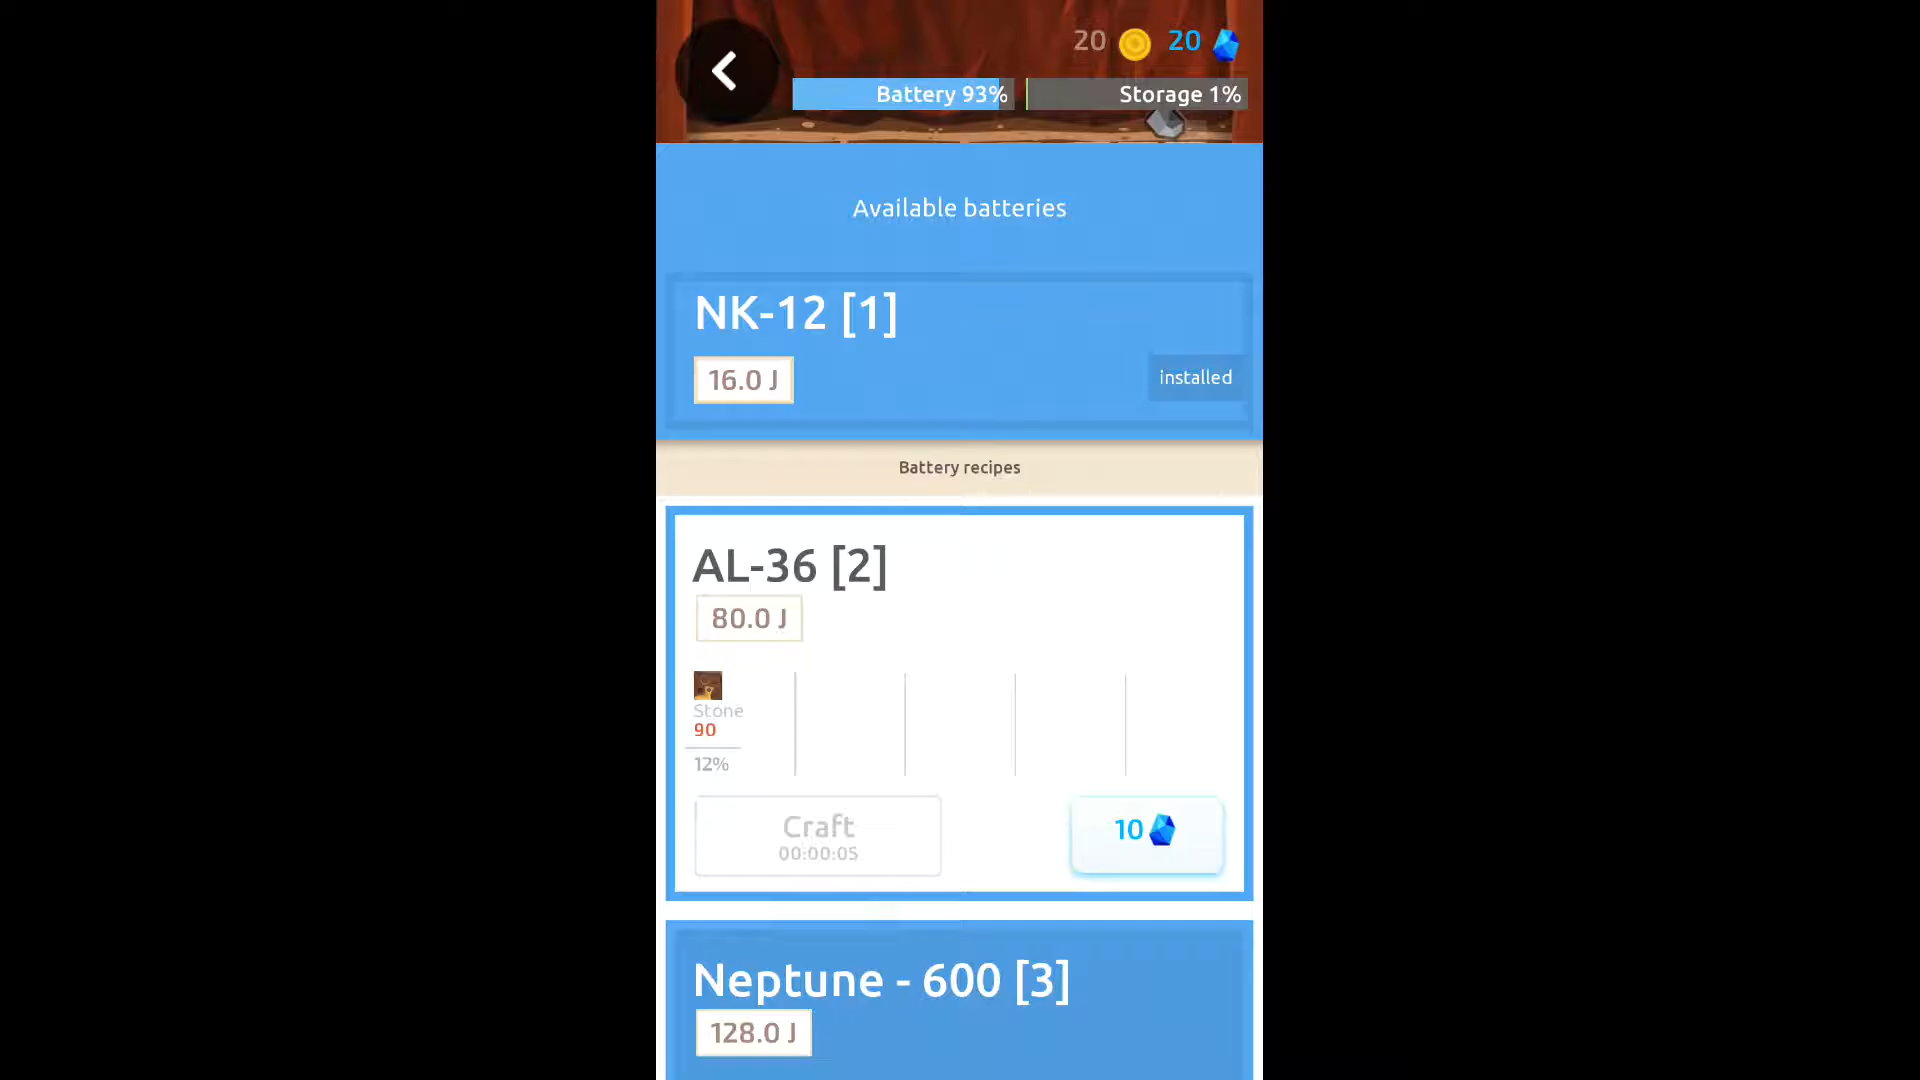 20 20
Battery 93% Storage 1%
Available batteries
NK-12 [1]
16.0 J
installed
Battery recipes
AL-36 [2]
80.0 J
Stone
90
12%
Craft
00:00:05
10
Neptune - 600 [3]
128.0 J